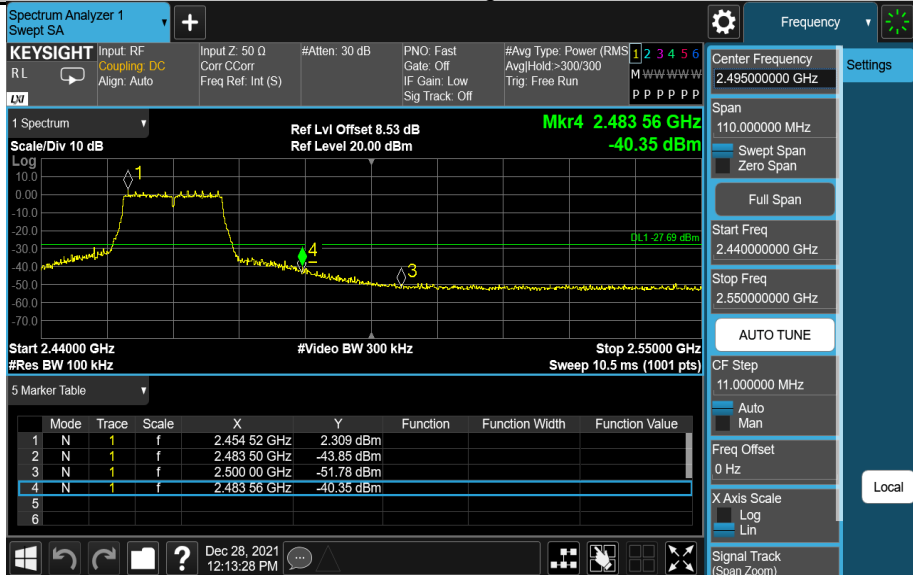 Spectrum Analyzer 1
Swept SA
+
Frequency
KEYSIGHT
RL
LXI
Input: RF
Coupling: DC
Align: Auto
Input Z: 50 Ω
Corr CCorr
Freq Ref: Int (S)
#Atten: 30 dB
PNO: Fast
Gate: Off
IF Gain: Low
Sig Track: Off
#Avg Type: Power (RMS
Avg|Hold:>300/300
Trig: Free Run
1 2 3 4 5 6
M W W W W W
P P P P P P
1 Spectrum
Scale/Div 10 dB
Ref Lvl Offset 8.53 dB
Ref Level 20.00 dBm
Mkr4 2.483 56 GHz
-40.35 dBm
Log
10.0
0.00
-10.0
-20.0
-30.0
-40.0
-50.0
-60.0
-70.0
1
4
3
DL1 -27.69 dBm
Start 2.44000 GHz
#Res BW 100 kHz
#Video BW 300 kHz
Stop 2.55000 GHz
Sweep 10.5 ms (1001 pts)
5 Marker Table
Mode Trace Scale X Y Function Function Width Function Value
1 N 1 f 2.454 52 GHz 2.309 dBm
2 N 1 f 2.483 50 GHz -43.85 dBm
3 N 1 f 2.500 00 GHz -51.78 dBm
4 N 1 f 2.483 56 GHz -40.35 dBm
5
6
?
Dec 28, 2021
12:13:28 PM
Center Frequency
2.495000000 GHz
Span
110.000000 MHz
Swept Span
Zero Span
Full Span
Start Freq
2.440000000 GHz
Stop Freq
2.550000000 GHz
AUTO TUNE
CF Step
11.000000 MHz
Auto
Man
Freq Offset
0 Hz
X Axis Scale
Log
Lin
Signal Track
(Span Zoom)
Settings
Local